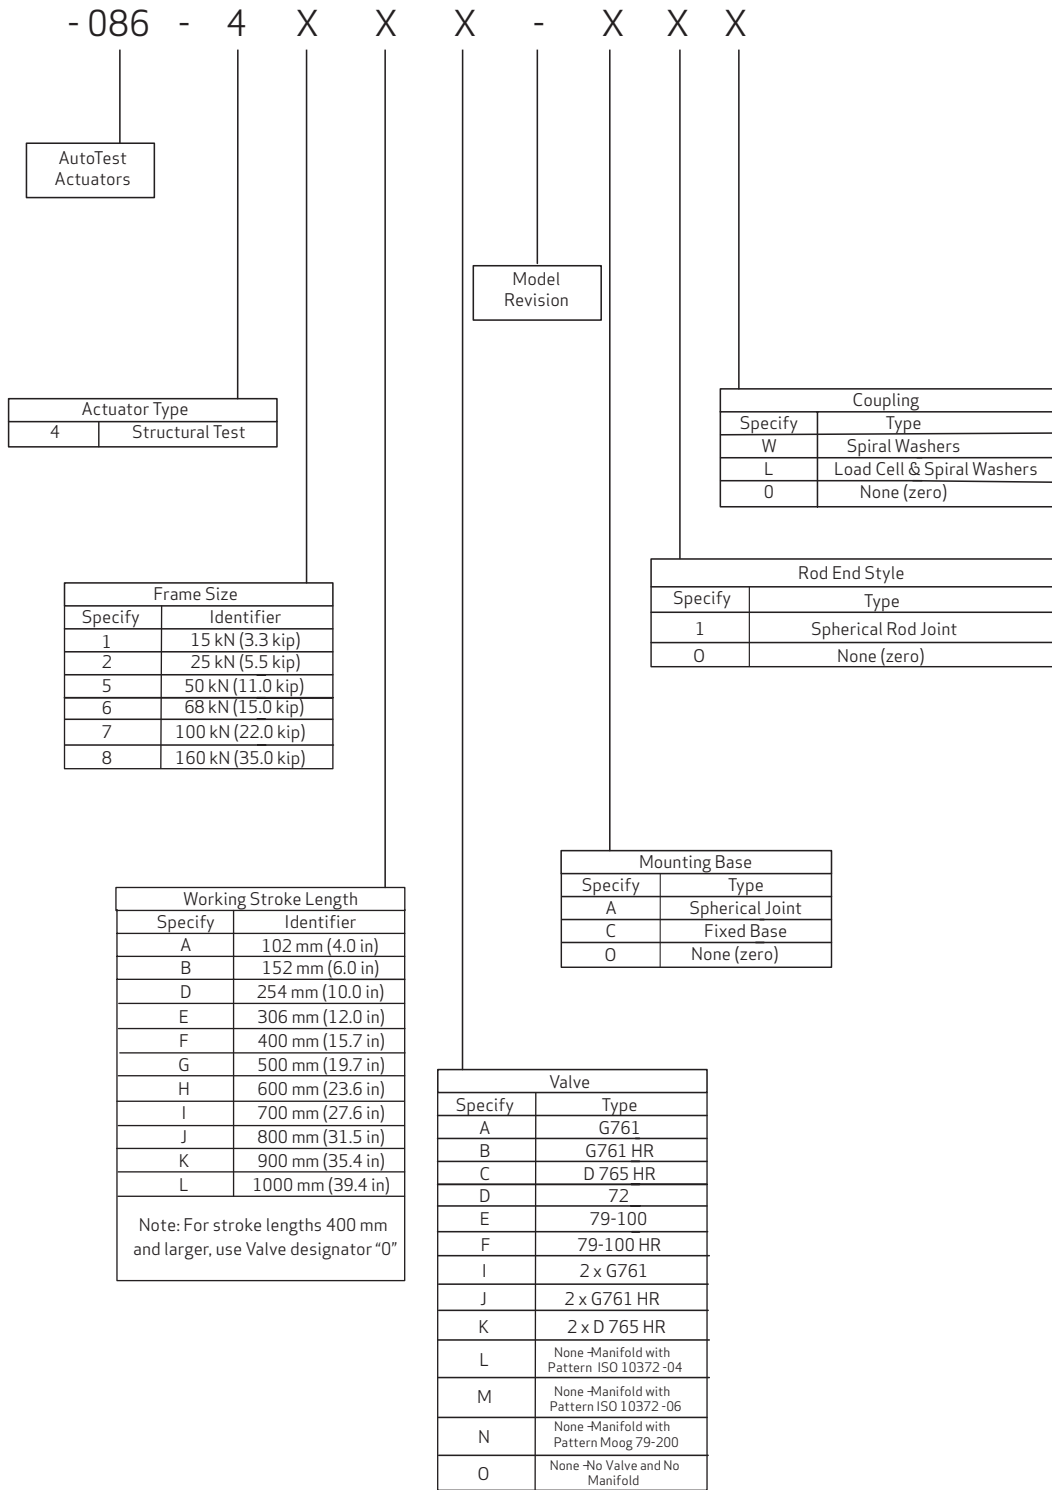 - 086 - 4 X X X - X X X
AutoTest
Actuators
Model
Revision
Actuator Type
4 Structural Test
Coupling
Specify Type
W Spiral Washers
L Load Cell & Spiral Washers
0 None (zero)
Rod End Style
Specify Type
1 Spherical Rod Joint
O None (zero)
Frame Size
Specify Identifier
1 15 kN (3.3 kip)
2 25 kN (5.5 kip)
5 50 kN (11.0 kip)
6 68 kN (15.0 kip)
7 100 kN (22.0 kip)
8 160 kN (35.0 kip)
Mounting Base
Specify Type
A Spherical Joint
C Fixed Base
O None (zero)
Working Stroke Length
Specify Identifier
A 102 mm (4.0 in)
B 152 mm (6.0 in)
D 254 mm (10.0 in)
E 306 mm (12.0 in)
F 400 mm (15.7 in)
G 500 mm (19.7 in)
H 600 mm (23.6 in)
I 700 mm (27.6 in)
J 800 mm (31.5 in)
K 900 mm (35.4 in)
L 1000 mm (39.4 in)
Note: For stroke lengths 400 mm
and larger, use Valve designator "0"
Valve
Specify Type
A G761
B G761 HR
C D 765 HR
D 72
E 79-100
F 79-100 HR
I 2 x G761
J 2 x G761 HR
K 2 x D 765 HR
L None -Manifold with
Pattern ISO 10372 -04
M None -Manifold with
Pattern ISO 10372 -06
N None -Manifold with
Pattern Moog 79-200
O None -No Valve and No
Manifold